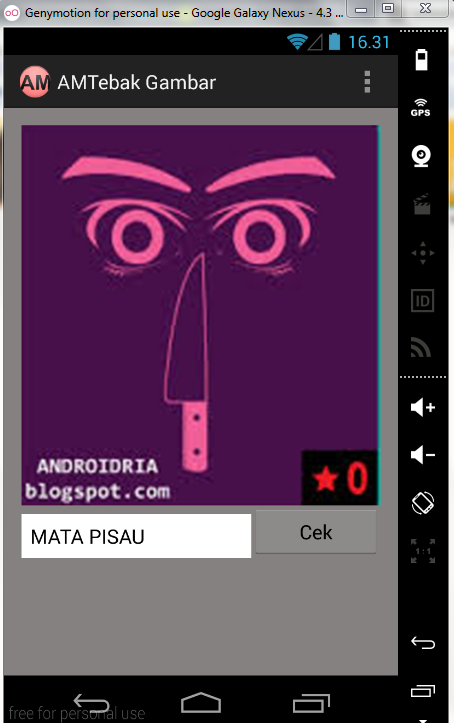 Genymotion for personal use - Google Galaxy Nexus - 4.3 ...
16.31
AM AMTebak Gambar
GPS
ID
ANDROIDRIA
blogspot.com
0
MATA PISAU
Cek
1:1
free for personal use